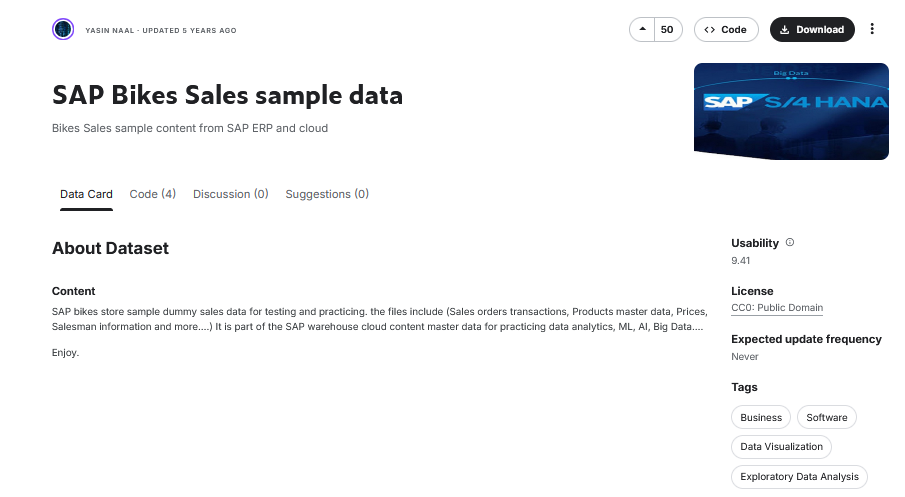 YASIN NAAL · UPDATED 5 YEARS AGO
50
Code
Download
SAP Bikes Sales sample data
Bikes Sales sample content from SAP ERP and cloud
Big Data
SAP S/4 HANA
Data Card
Code (4)
Discussion (0)
Suggestions (0)
About Dataset
Content
SAP bikes store sample dummy sales data for testing and practicing. the files include (Sales orders transactions, Products master data, Prices,
Salesman information and more....) It is part of the SAP warehouse cloud content master data for practicing data analytics, ML, AI, Big Data....
Enjoy.
Usability
9.41
License
CC0: Public Domain
Expected update frequency
Never
Tags
Business
Software
Data Visualization
Exploratory Data Analysis